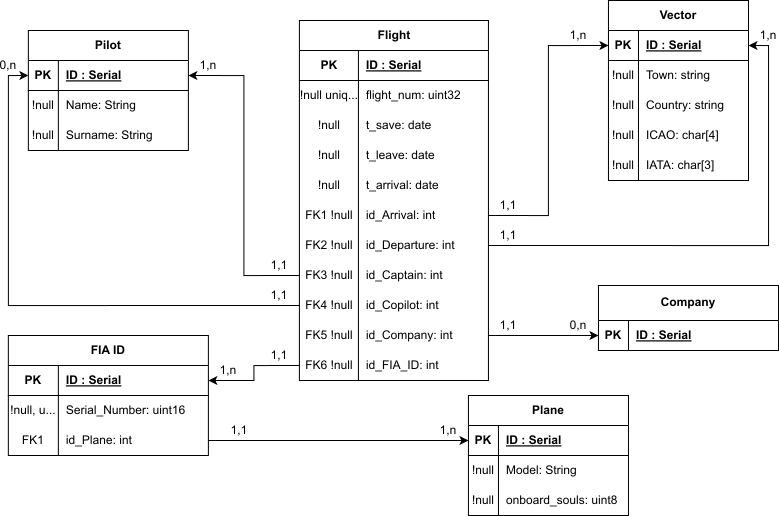 Pilot
PK ID : Serial
!null Name: String
!null Surname: String
0,n
1,n
Flight
PK ID : Serial
!null uniq... flight_num: uint32
!null t_save: date
!null t_leave: date
!null t_arrival: date
FK1 !null id_Arrival: int
FK2 !null id_Departure: int
FK3 !null id_Captain: int
FK4 !null id_Copilot: int
FK5 !null id_Company: int
FK6 !null id_FIA_ID: int
1,1
1,1
1,1
1,1
1,1
1,1
Vector
PK ID : Serial
!null Town: string
!null Country: string
!null ICAO: char[4]
!null IATA: char[3]
1,n
1,n
Company
PK ID : Serial
0,n
FIA ID
PK ID : Serial
!null, u... Serial_Number: uint16
FK1 id_Plane: int
1,n
1,1
1,n
Plane
PK ID : Serial
!null Model: String
!null onboard_souls: uint8